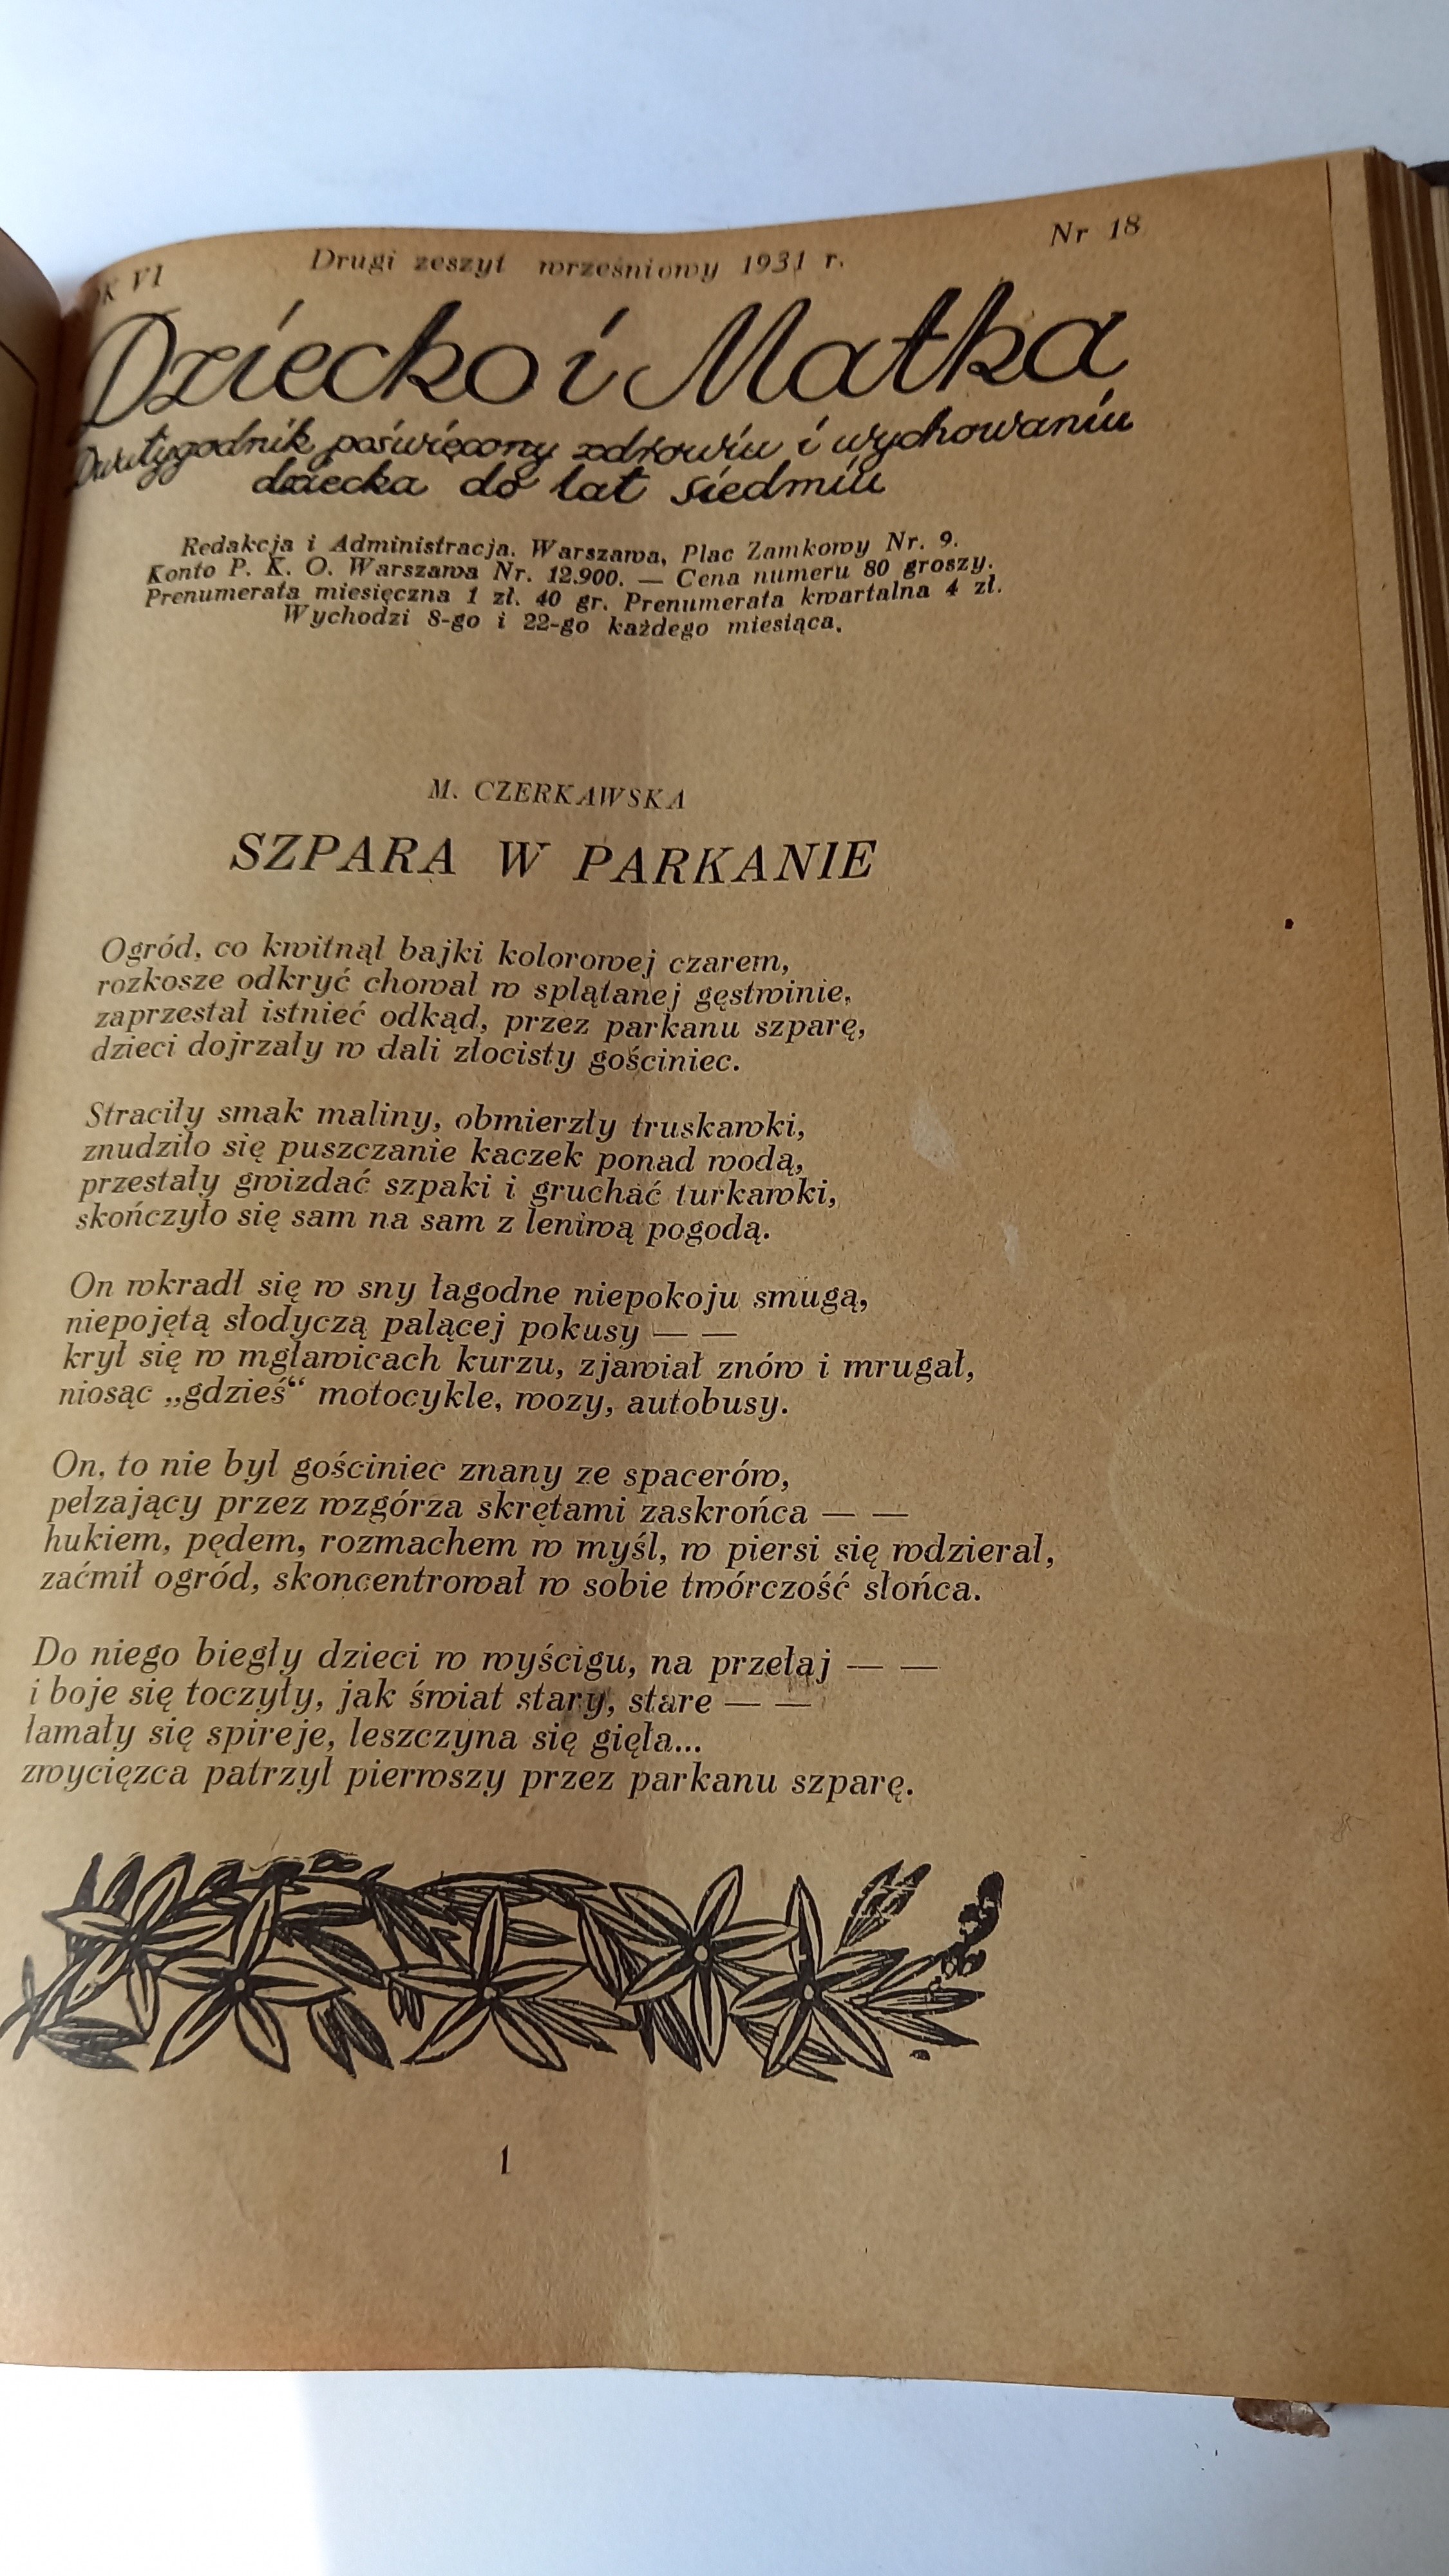 K VI
Drugi zeszyt wrześniowy 1931 r.
Nr 18
Dziecko i Matka
Dwutygodnik poświęcony zdrowiu i wychowaniu
dziecka do lat siedmiu
Redakcja i Administracja. Warszawa, Plac Zamkowy Nr. 9.
Konto P. K. O. Warszawa Nr. 12.900. — Cena numeru 80 groszy.
Prenumerata miesięczna 1 zł. 40 gr. Prenumerata kwartalna 4 zł.
Wychodzi 8-go i 22-go każdego miesiąca.
M. CZERKAWSKA
SZPARA W PARKANIE
Ogród, co kwitnął bajki kolorowej czarem,
rozkosze odkryć chował w splątanej gęstwinie,
zaprzestał istnieć odkąd, przez parkanu szparę,
dzieci dojrzały w dali złocisty gościniec.
Straciły smak maliny, obmierzły truskawki,
znudziło się puszczanie kaczek ponad wodą,
przestały gwizdać szpaki i gruchać turkawki,
skończyło się sam na sam z leniwą pogodą.
On wkradł się w sny łagodne niepokoju smugą,
niepojętą słodyczą palącej pokusy — —
krył się w mgławicach kurzu, zjawiał znów i mrugał,
niosąc „gdzieś“ motocykle, wozy, autobusy.
On, to nie był gościniec znany ze spacerów,
pełzający przez wzgórza skrętami zaskrońca — —
hukiem, pędem, rozmachem w myśl, w piersi się wdzierał,
zaćmił ogród, skoncentrował w sobie twórczość słońca.
Do niego biegły dzieci w wyścigu, na przełaj — —
i boje się toczyły, jak świat stary, stare — —
łamały się spireje, leszczyna się gięła...
zwycięzca patrzył pierwszy przez parkanu szparę.
1